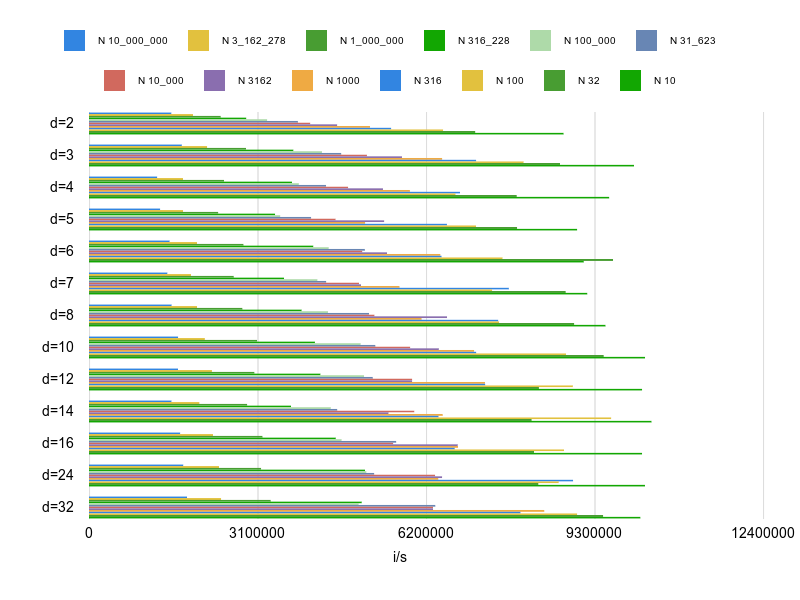 N 10_000_000 N 3_162_278 N 1_000_000 N 316_228 N 100_000 N 31_623
N 10_000 N 3162 N 1000 N 316 N 100 N 32 N 10
d=2
d=3
d=4
d=5
d=6
d=7
d=8
d=10
d=12
d=14
d=16
d=24
d=32
0 3100000 6200000 9300000 12400000
i/s